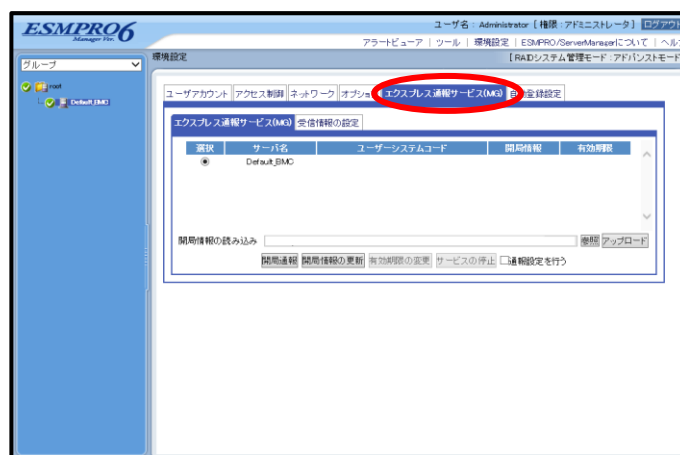 ESMPRO6
Manager Ver.
ユーザ名 : Administrator [ 権限 : アドミニストレータ ] ログアウト
アラートビューア | ツール | 環境設定 | ESMPRO/ServerManagerについて | ヘル
グループ
環境設定
[ RAIDシステム管理モード : アドバンストモード
root
Default_BMC
ユーザアカウント アクセス制御 ネットワーク オプション エクスプレス通報サービス(MG) 自動登録設定
エクスプレス通報サービス(MG) 受信情報の設定
選択 サーバ名 ユーザーシステムコード 開局情報 有効期限
Default_BMC
開局情報の読み込み 参照 アップロード
開局通報 開局情報の更新 有効期限の変更 サービスの停止 通報設定を行う